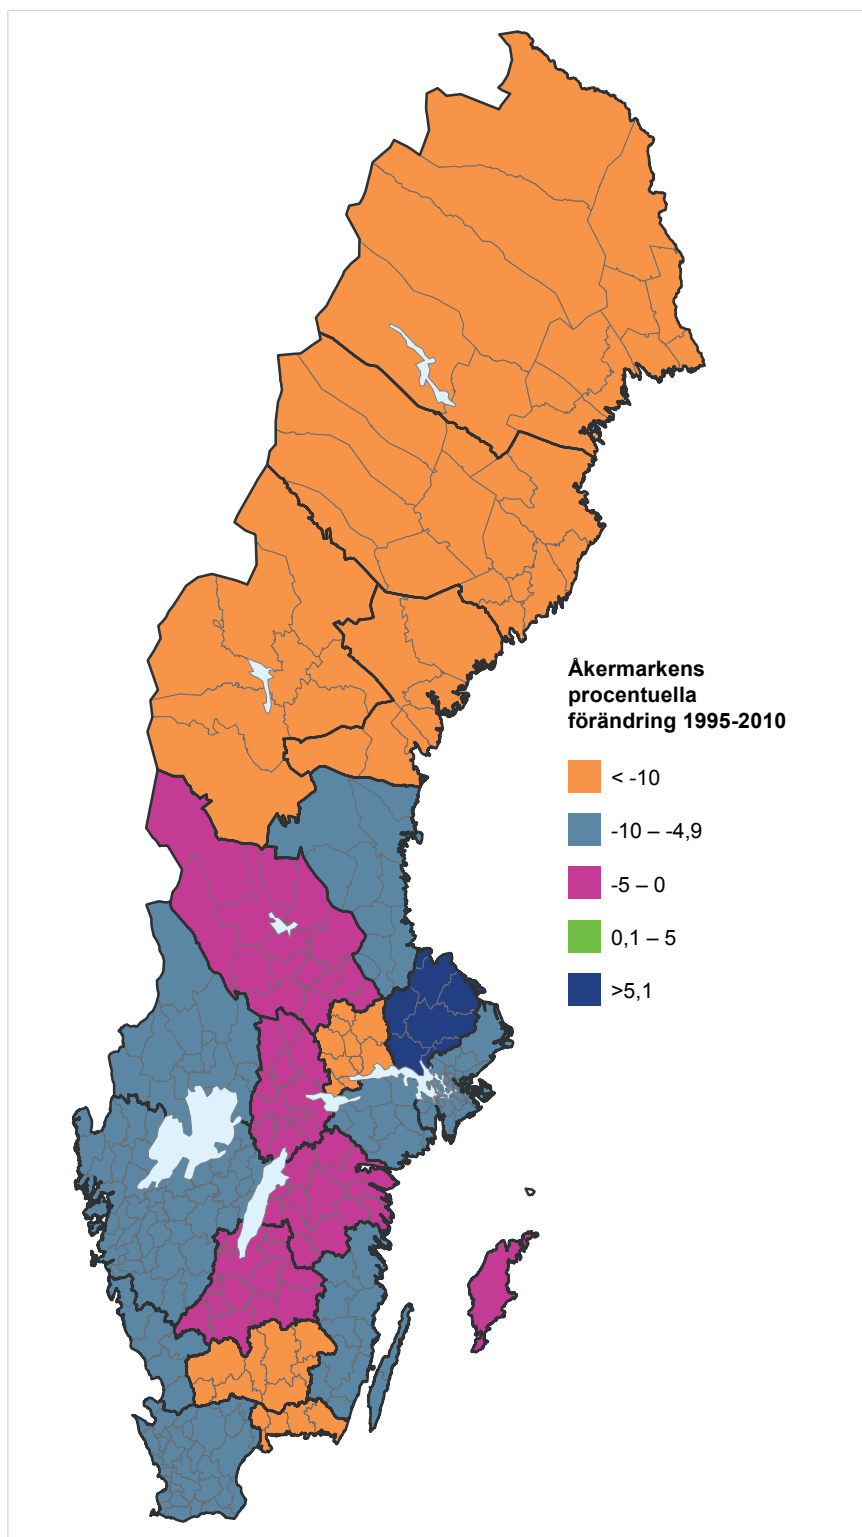 Åkermarkens
procentuella
förändring 1995-2010
< -10
-10 – -4,9
-5 – 0
0,1 – 5
>5,1